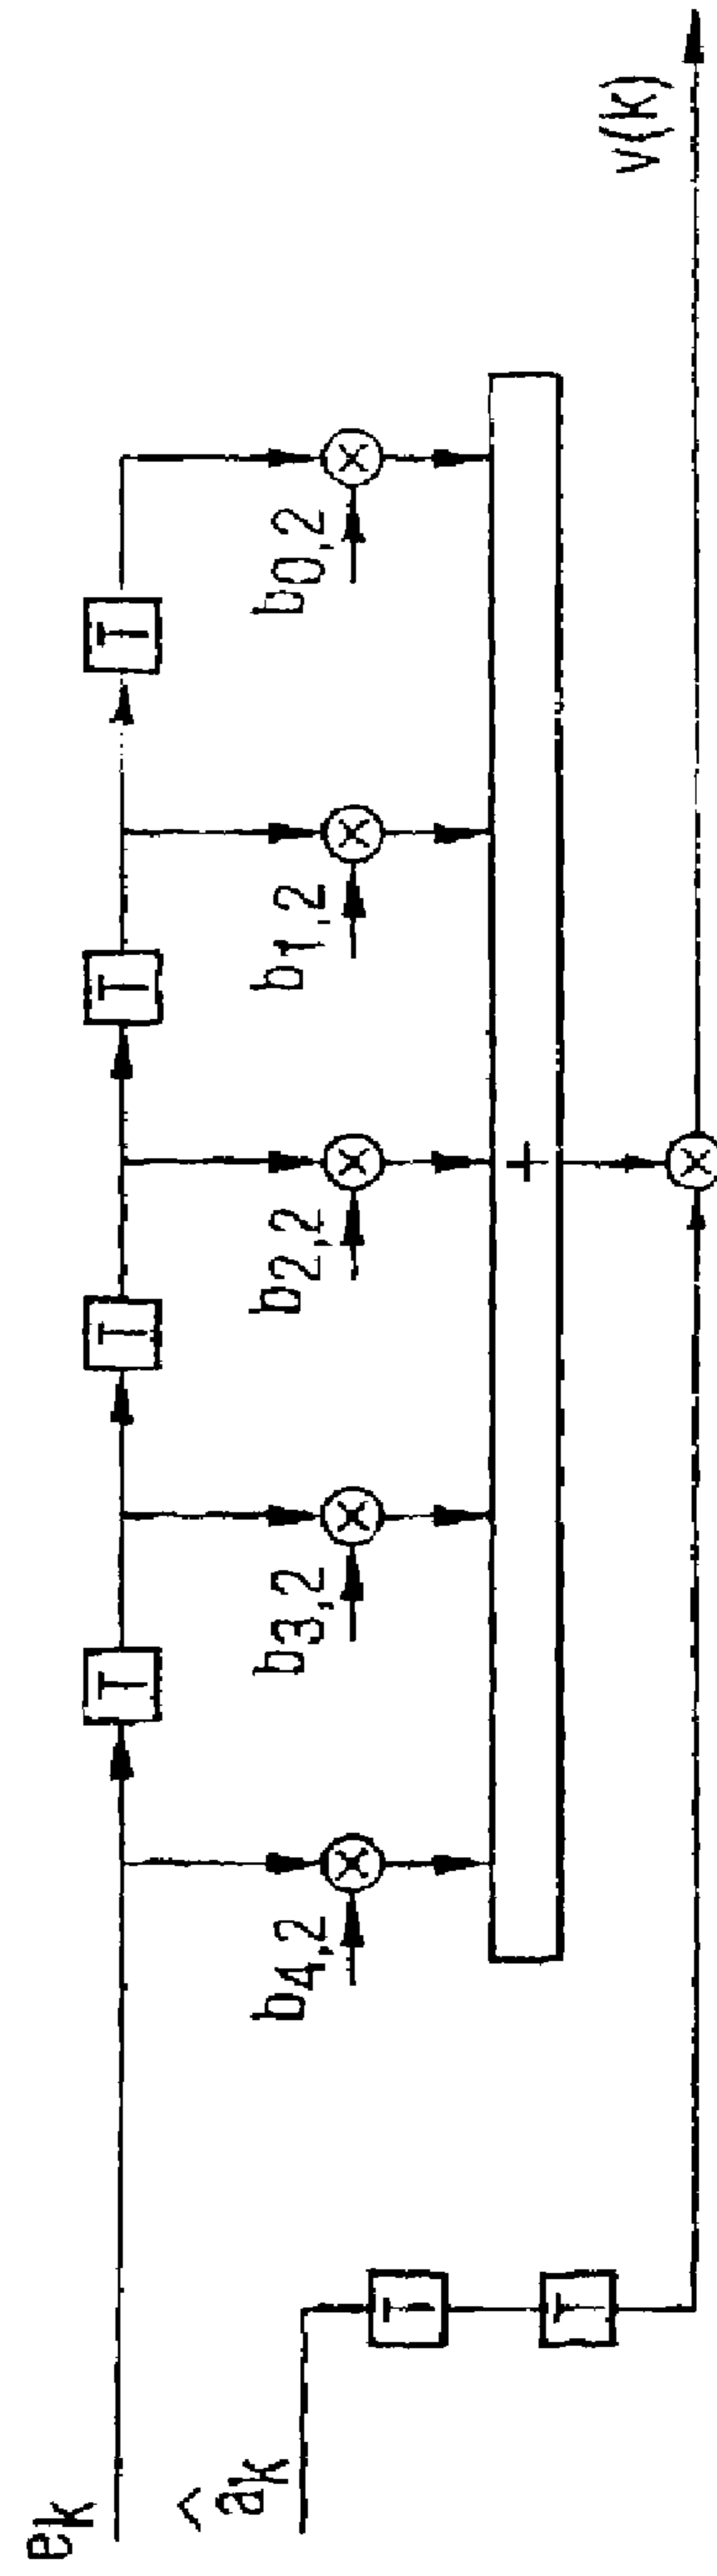 e_k
T T T T
b_4,2 b_3,2 b_2,2 b_1,2 b_0,2
â_k
T
T
+
v(k)